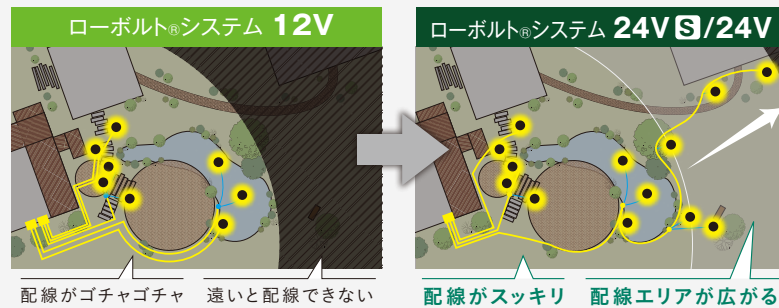 ローボルト®システム 12V
ローボルト®システム 24V S/24V
配線がゴチャゴチャ
遠いと配線できない
配線がスッキリ
配線エリアが広がる